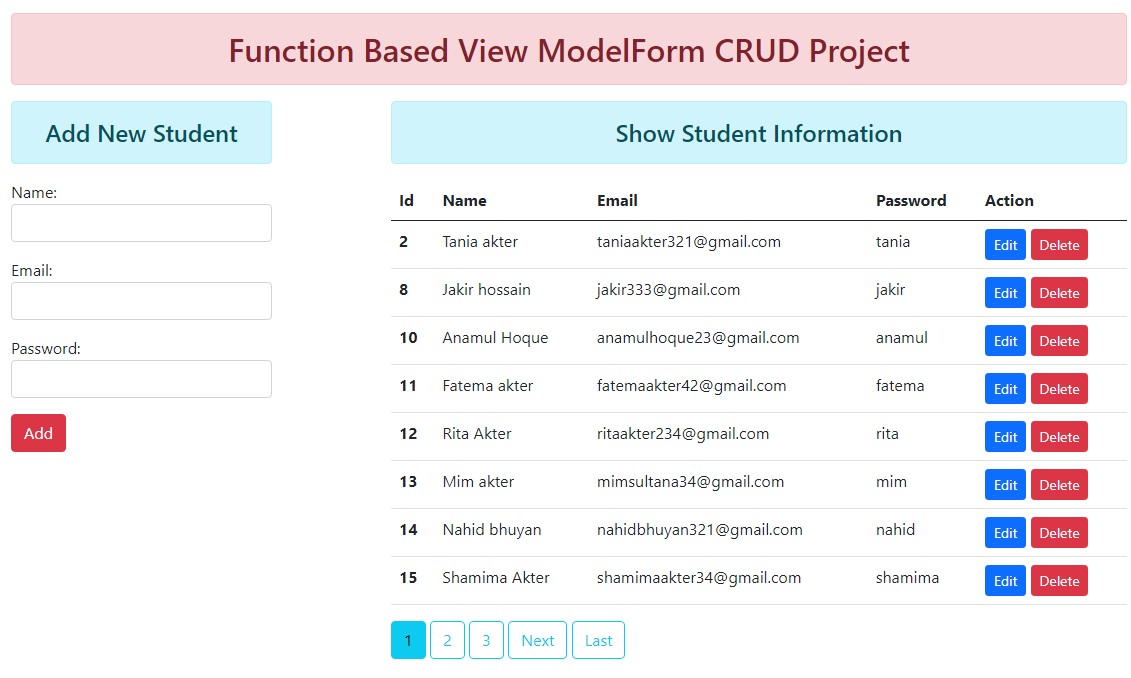 Function Based View ModelForm CRUD Project
Add New Student
Name:
Email:
Password:
Add
Show Student Information
Id Name Email Password Action
2 Tania akter taniaakter321@gmail.com tania Edit Delete
8 Jakir hossain jakir333@gmail.com jakir Edit Delete
10 Anamul Hoque anamulhoque23@gmail.com anamul Edit Delete
11 Fatema akter fatemaakter42@gmail.com fatema Edit Delete
12 Rita Akter ritaakter234@gmail.com rita Edit Delete
13 Mim akter mimsultana34@gmail.com mim Edit Delete
14 Nahid bhuyan nahidbhuyan321@gmail.com nahid Edit Delete
15 Shamima Akter shamimaakter34@gmail.com shamima Edit Delete
1 2 3 Next Last